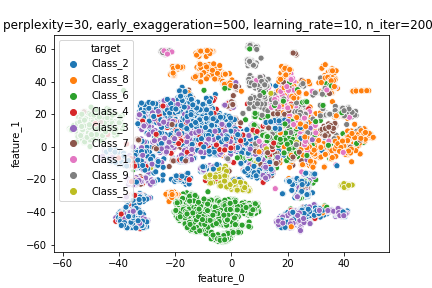 perplexity=30, early_exaggeration=500, learning_rate=10, n_iter=200
target
Class_2
Class_8
Class_6
Class_4
Class_3
Class_7
Class_1
Class_9
Class_5
feature_1
60
40
20
0
−20
−40
−60
−60 −40 −20 0 20 40
feature_0